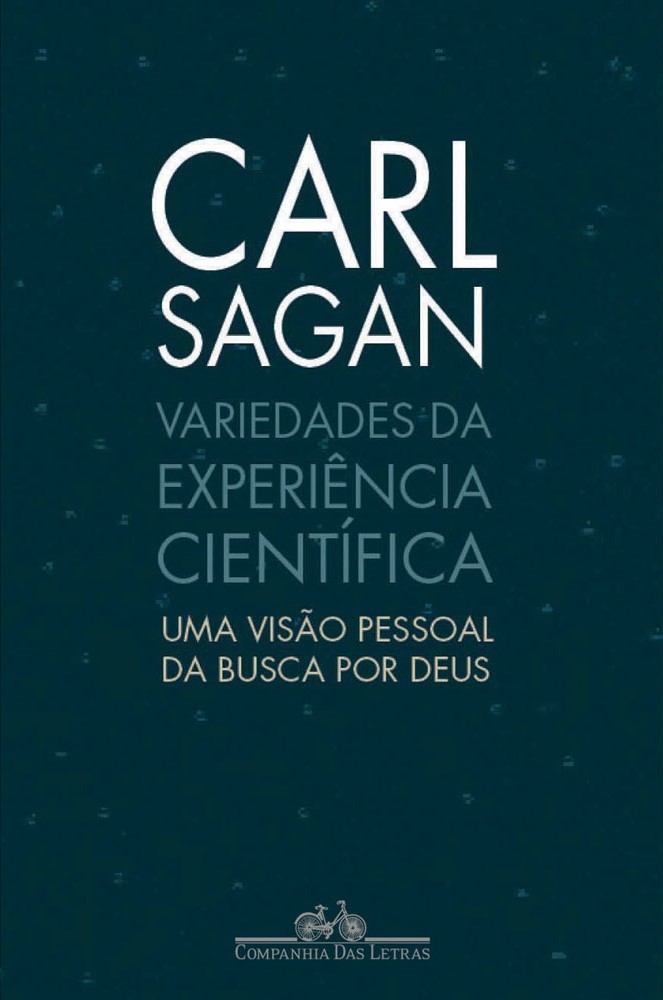 CARL
SAGAN
VARIEDADES DA
EXPERIÊNCIA
CIENTÍFICA
UMA VISÃO PESSOAL
DA BUSCA POR DEUS
COMPANHIA DAS LETRAS